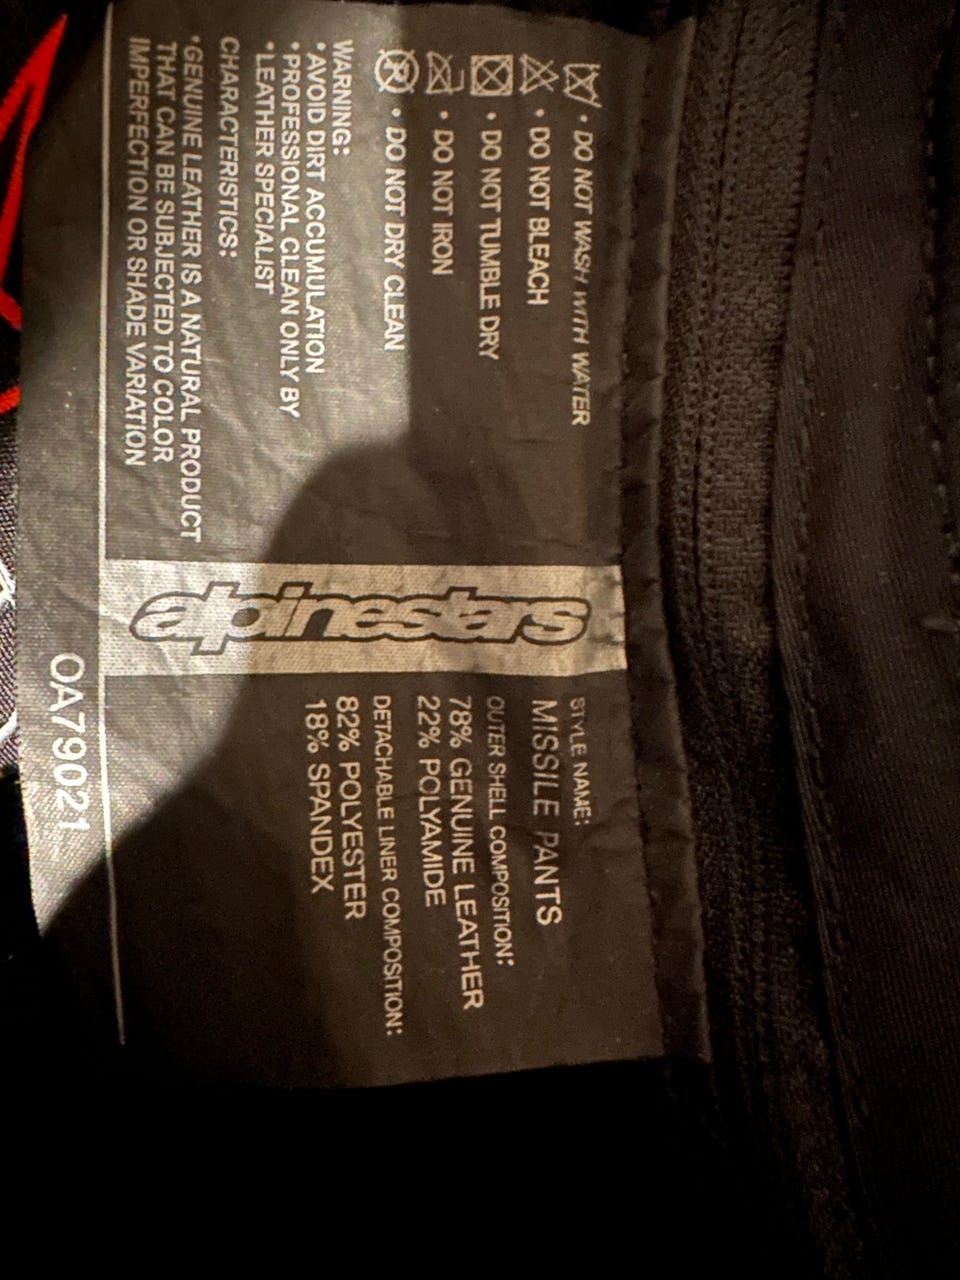 • DO NOT WASH WITH WATER
• DO NOT BLEACH
• DO NOT TUMBLE DRY
• DO NOT IRON
• DO NOT DRY CLEAN
WARNING:
• AVOID DIRT ACCUMULATION
• PROFESSIONAL CLEAN ONLY BY
• LEATHER SPECIALIST
CHARACTERISTICS:
*GENUINE LEATHER IS A NATURAL PRODUCT
THAT CAN BE SUBJECTED TO COLOR
IMPERFECTION OR SHADE VARIATION
alpinestars
STYLE NAME:
MISSILE PANTS
OUTER SHELL COMPOSITION:
78% GENUINE LEATHER
22% POLYAMIDE
DETACHABLE LINER COMPOSITION:
82% POLYESTER
18% SPANDEX
OA79021